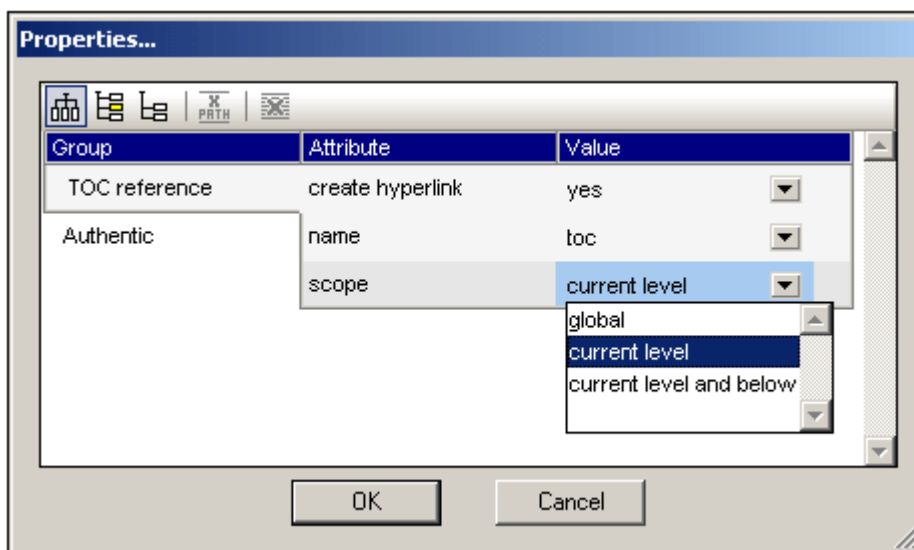 Properties...
X
PATH
Group Attribute Value
TOC reference create hyperlink yes
Authentic name toc
scope current level
global
current level
current level and below
OK Cancel